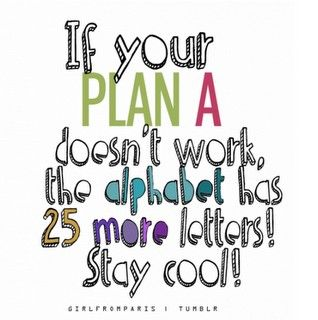 If your
PLAN A
doesn't work,
the alphabet has
25 more letters!
Stay cool!
GIRLFROMPARIS | TUMBLR